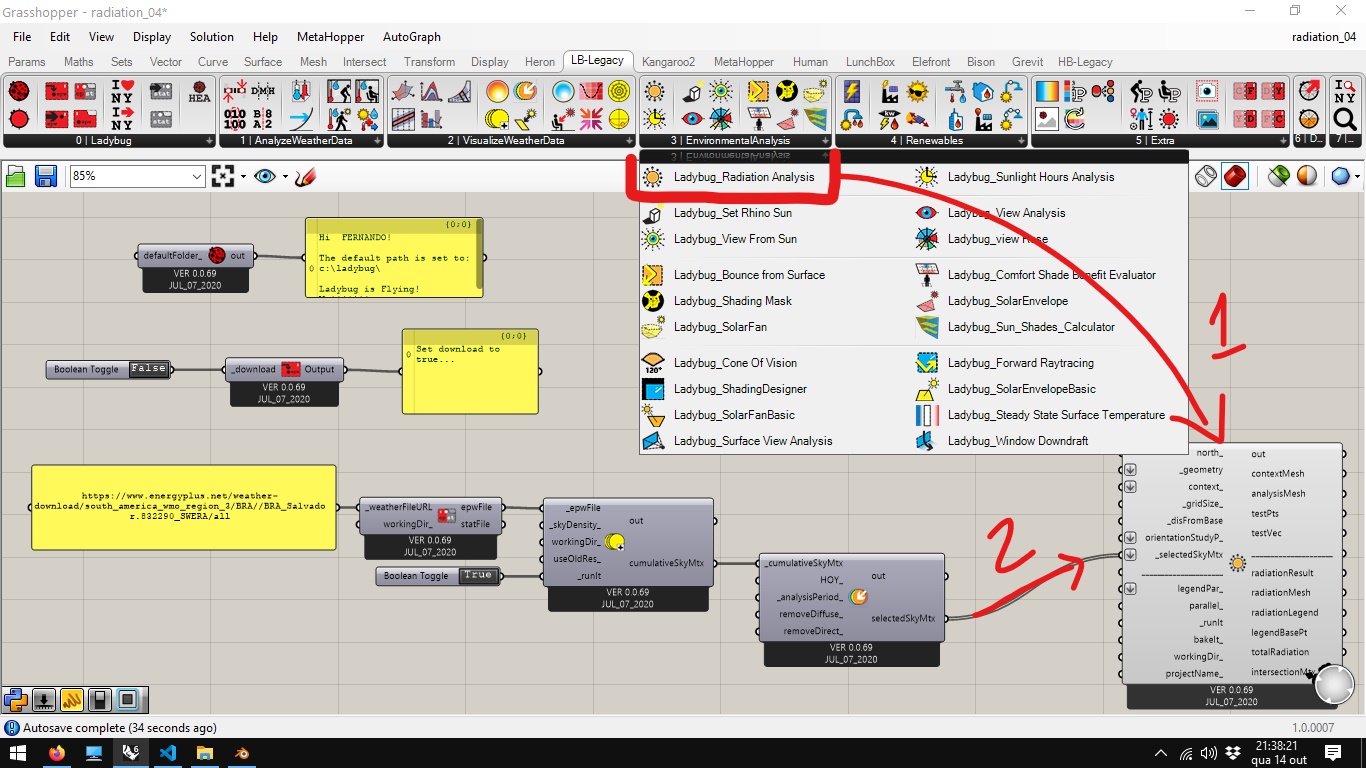 Grasshopper - radiation_04*
File Edit View Display Solution Help MetaHopper AutoGraph radiation_04
Params Maths Sets Vector Curve Surface Mesh Intersect Transform Display Heron LB-Legacy Kangaroo2 MetaHopper Human LunchBox Elefront Bison Grevit HB-Legacy
0 | Ladybug 1 | AnalyzeWeatherData 2 | VisualizeWeatherData 3 | EnvironmentalAnalysis 4 | Renewables 5 | Extra 6 | D... 7 |...
85%
3 | EnvironmentalAnalysis
Ladybug_Radiation Analysis
Ladybug_Sunlight Hours Analysis
Ladybug_Set Rhino Sun
Ladybug_View Analysis
Ladybug_View From Sun
Ladybug_view Rose
Ladybug_Bounce from Surface
Ladybug_Comfort Shade Benefit Evaluator
Ladybug_Shading Mask
Ladybug_SolarEnvelope
Ladybug_SolarFan
Ladybug_Sun_Shades_Calculator
Ladybug_Cone Of Vision
120°
Ladybug_Forward Raytracing
Ladybug_ShadingDesigner
Ladybug_SolarEnvelopeBasic
Ladybug_SolarFanBasic
Ladybug_Steady State Surface Temperature
Ladybug_Surface View Analysis
Ladybug_Window Downdraft
1
2
defaultFolder_ out
VER 0.0.69
JUL_07_2020
{0;0}
0
Hi FERNANDO!
The default path is set to:
c:\ladybug\
Ladybug is Flying!
Boolean Toggle False
_download Output
VER 0.0.69
JUL_07_2020
{0;0}
0 Set download to
true...
https://www.energyplus.net/weather-
download/south_america_wmo_region_3/BRA//BRA_Salvado
r.832290_SWERA/all
_weatherFileURL epwFile
workingDir_ statFile
VER 0.0.69
JUL_07_2020
Boolean Toggle True
_epwFile
_skyDensity_
workingDir_
useOldRes_
_runIt
out
cumulativeSkyMtx
VER 0.0.69
JUL_07_2020
_cumulativeSkyMtx
HOY_
_analysisPeriod_
removeDiffuse_
removeDirect_
out
selectedSkyMtx
VER 0.0.69
JUL_07_2020
north_
_geometry
context_
_gridSize_
_disFromBase
orientationStudyP_
_selectedSkyMtx
____________________
legendPar_
parallel_
_runIt
bakeIt_
workingDir_
projectName_
out
contextMesh
analysisMesh
testPts
testVec
____________________
radiationResult
radiationMesh
radiationLegend
legendBasePt
totalRadiation
intersectionMtx
VER 0.0.69
JUL_07_2020
Autosave complete (34 seconds ago) 1.0.0007
21:38:21
qua 14 out